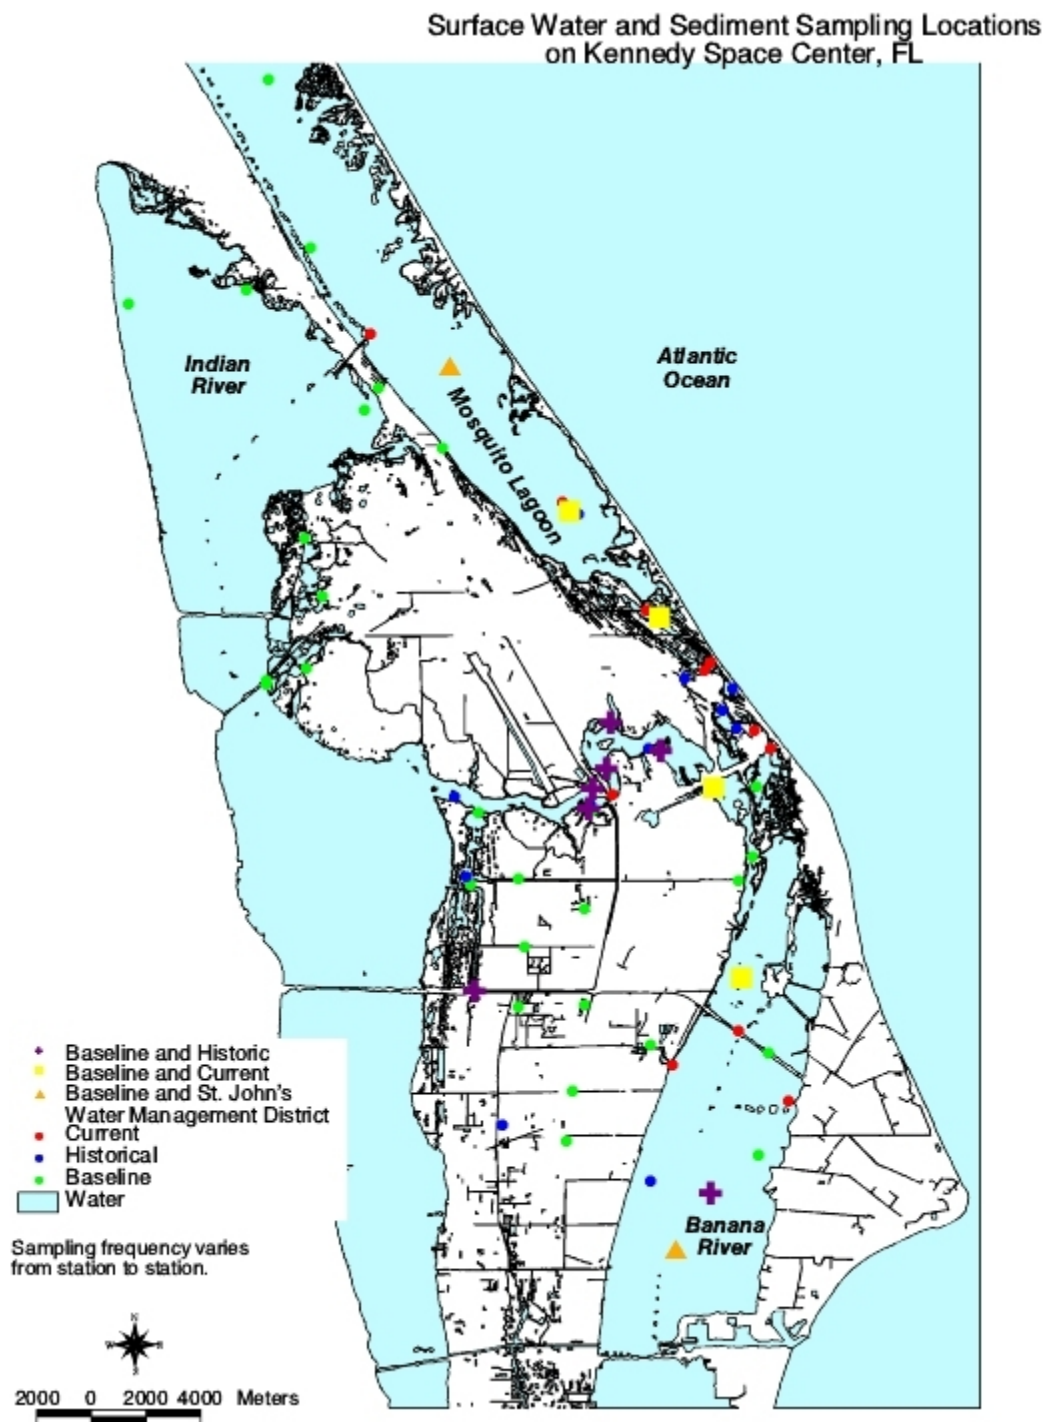 Surface Water and Sediment Sampling Locations
on Kennedy Space Center, FL
Indian
River
Atlantic
Ocean
Mosquito Lagoon
Banana
River
Baseline and Historic
Baseline and Current
Baseline and St. John's
Water Management District
Current
Historical
Baseline
Water
Sampling frequency varies
from station to station.
N
W E
S
2000 0 2000 4000 Meters